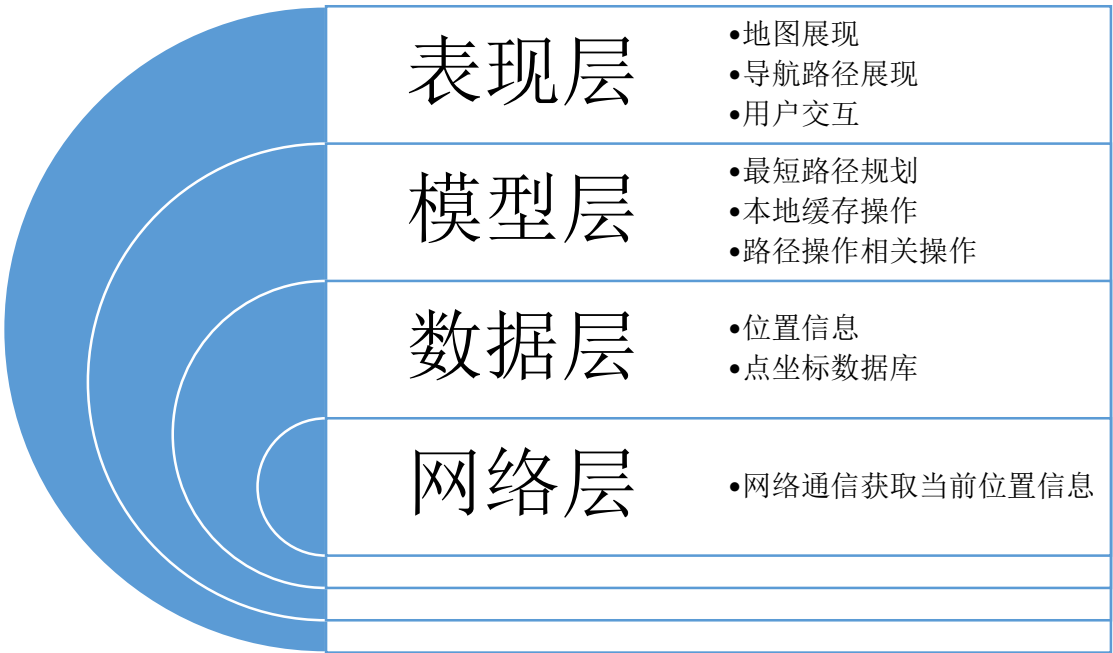 表现层
•地图展现
•导航路径展现
•用户交互
模型层
•最短路径规划
•本地缓存操作
•路径操作相关操作
数据层
•位置信息
•点坐标数据库
网络层
•网络通信获取当前位置信息